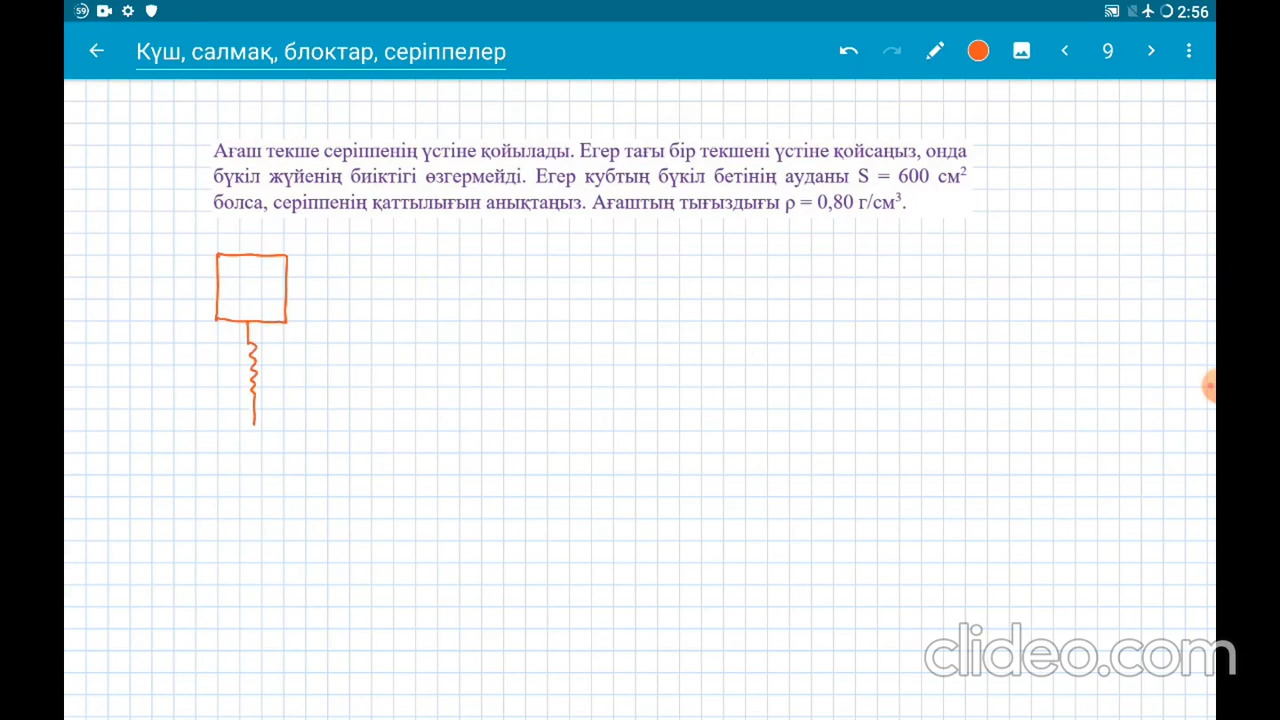 59
2:56
Күш, салмақ, блоктар, серіппелер
9
Ағаш текше серіппенің үстіне қойылады. Егер тағы бір текшені үстіне қойсаңыз, онда
бүкіл жүйенің биіктігі өзгермейді. Егер кубтың бүкіл бетінің ауданы S = 600 см²
болса, серіппенің қаттылығын анықтаңыз. Ағаштың тығыздығы ρ = 0,80 г/см³.
clideo.com